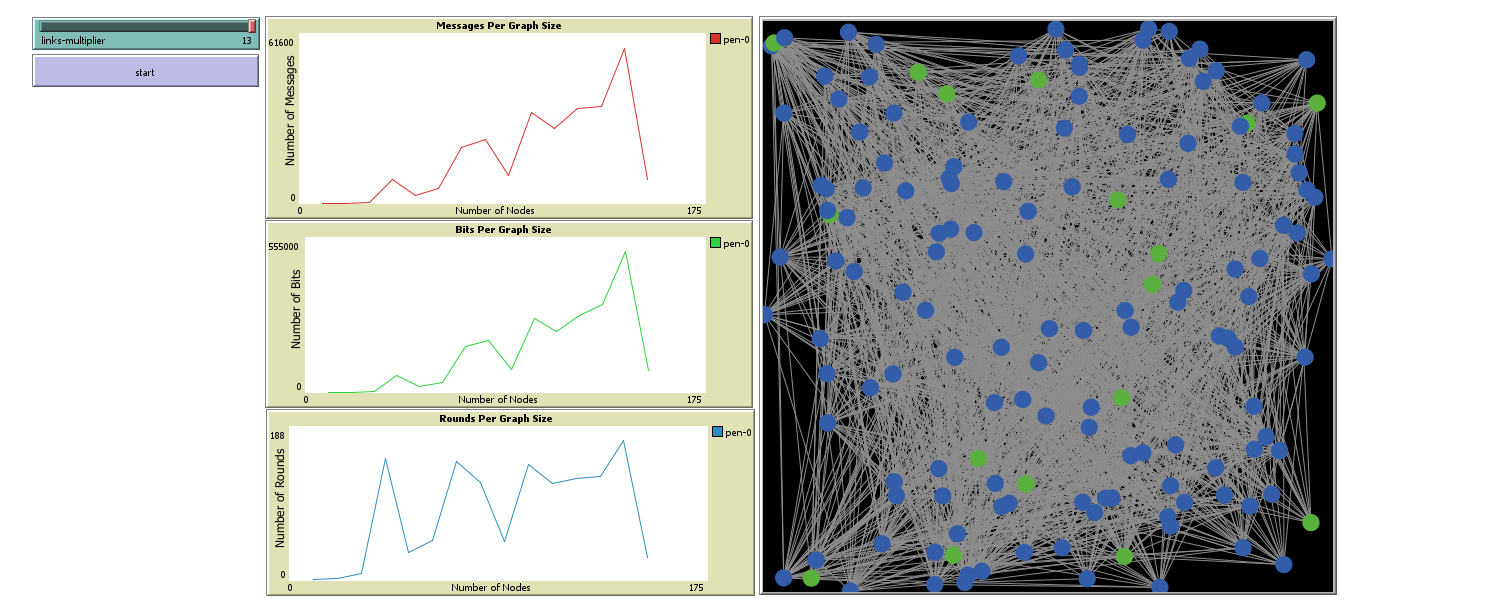 links-multiplier 13
start
Messages Per Graph Size
61600
Number of Messages
0
0 Number of Nodes 175
pen-0
Bits Per Graph Size
555000
Number of Bits
0
0 Number of Nodes 175
pen-0
Rounds Per Graph Size
188
Number of Rounds
0
0 Number of Nodes 175
pen-0